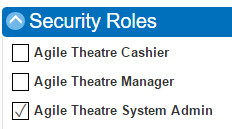 Security Roles
Agile Theatre Cashier
Agile Theatre Manager
Agile Theatre System Admin